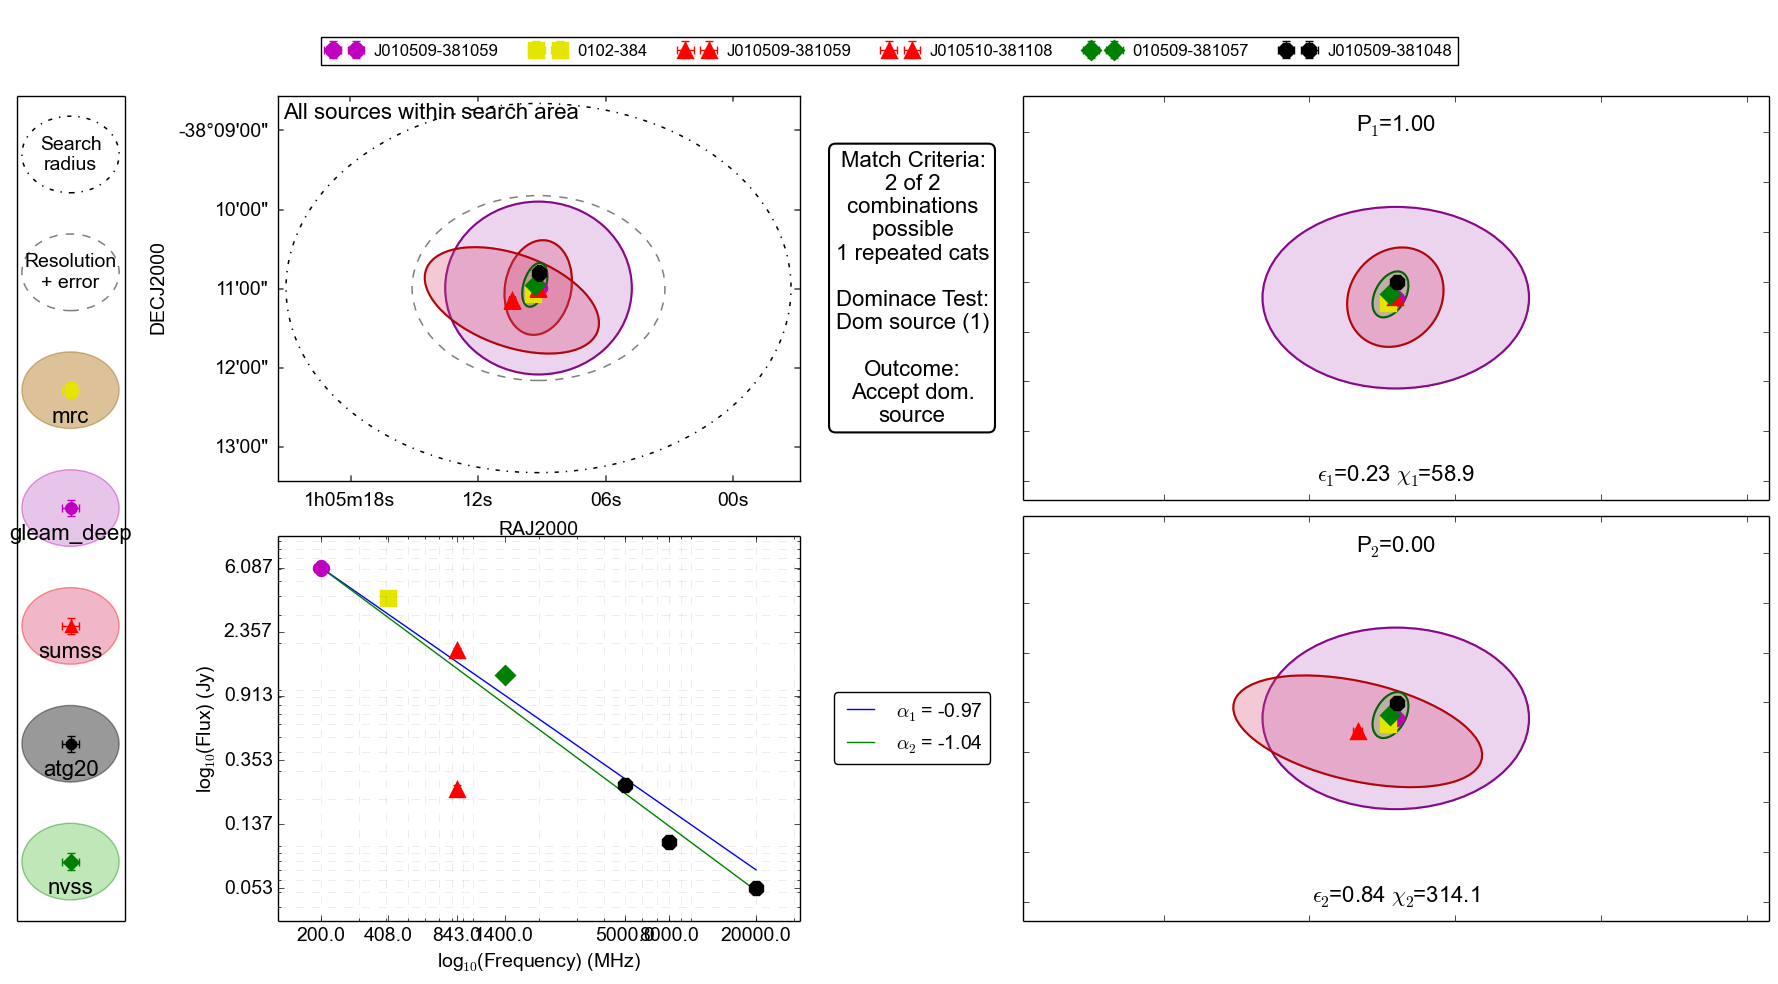 J010509-381059 0102-384 J010509-381059 J010510-381108 010509-381057 J010509-381048
Search
radius
Resolution
+ error
mrc
gleam_deep
sumss
atg20
nvss
All sources within search area
DECJ2000
-38°09'00"
10'00"
11'00"
12'00"
13'00"
1h05m18s 12s 06s 00s
RAJ2000
Match Criteria:
2 of 2
combinations
possible
1 repeated cats
Dominace Test:
Dom source (1)
Outcome:
Accept dom.
source
P₁=1.00
ϵ₁=0.23 χ₁=58.9
log₁₀(Flux) (Jy)
6.087
2.357
0.913
0.353
0.137
0.053
200.0 408.0 843.0 1400.0 5000.0 8000.0 20000.0
log₁₀(Frequency) (MHz)
α₁ = -0.97
α₂ = -1.04
P₂=0.00
ϵ₂=0.84 χ₂=314.1